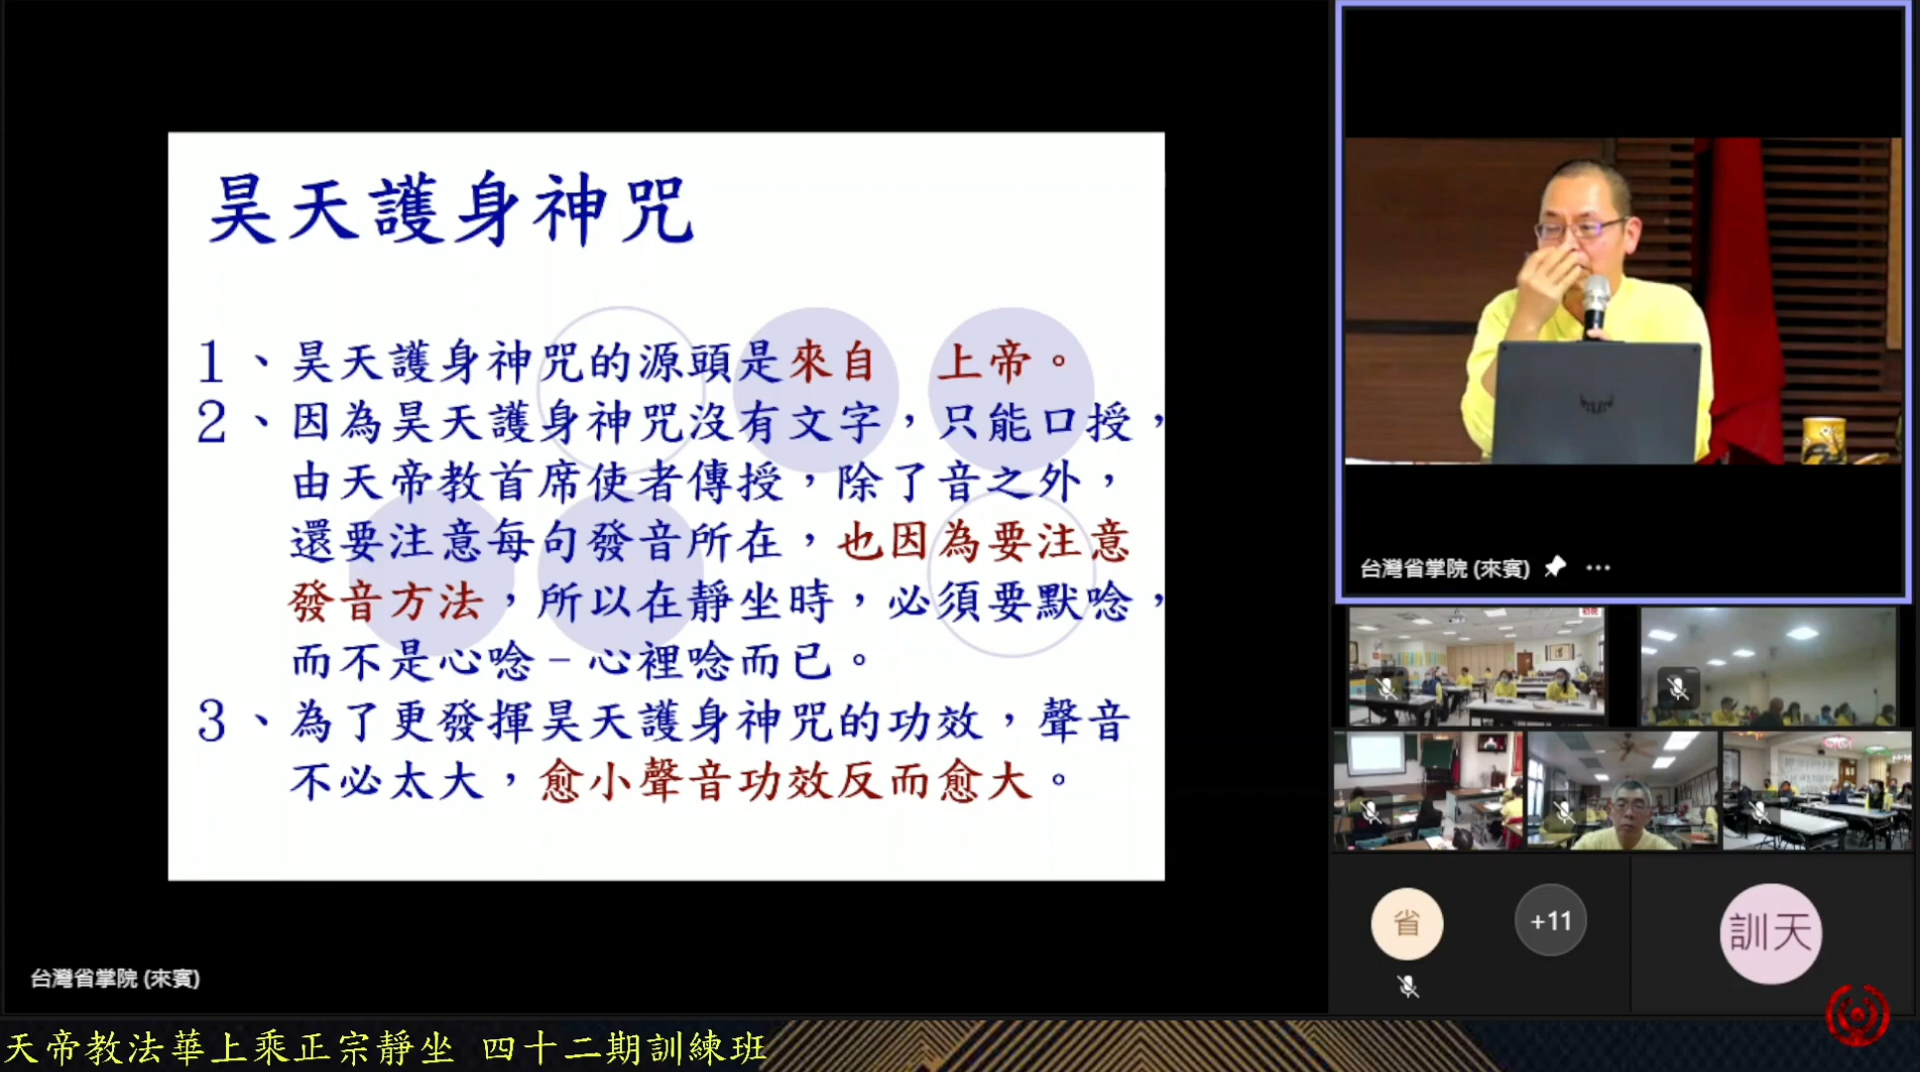 昊天護身神咒
1、昊天護身神咒的源頭是來自　上帝。
2、因為昊天護身神咒沒有文字，只能口授，
由天帝教首席使者傳授，除了音之外，
還要注意每句發音所在，也因為要注意
發音方法，所以在靜坐時，必須要默唸，
而不是心唸－心裡唸而已。
3、為了更發揮昊天護身神咒的功效，聲音
不必太大，愈小聲音功效反而愈大。
台灣省掌院 (來賓)
台灣省掌院 (來賓)
省
+11
訓天
天帝教法華上乘正宗靜坐 四十二期訓練班